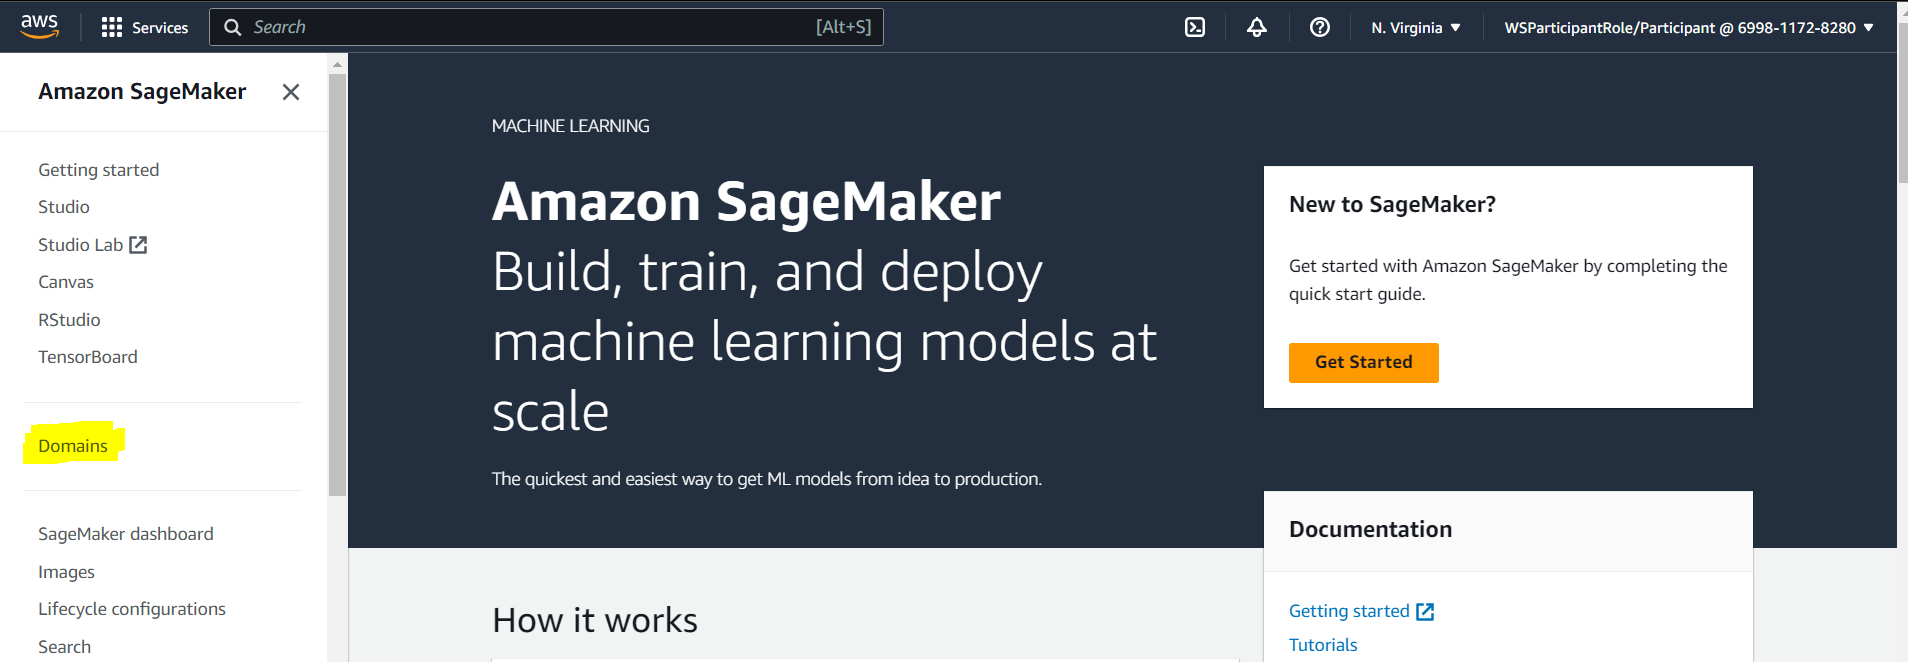 aws
Services
Search
[Alt+S]
N. Virginia
WSParticipantRole/Participant @ 6998-1172-8280
Amazon SageMaker
Getting started
Studio
Studio Lab
Canvas
RStudio
TensorBoard
Domains
SageMaker dashboard
Images
Lifecycle configurations
Search
MACHINE LEARNING
Amazon SageMaker
Build, train, and deploy
machine learning models at
scale
The quickest and easiest way to get ML models from idea to production.
New to SageMaker?
Get started with Amazon SageMaker by completing the
quick start guide.
Get Started
How it works
Documentation
Getting started
Tutorials